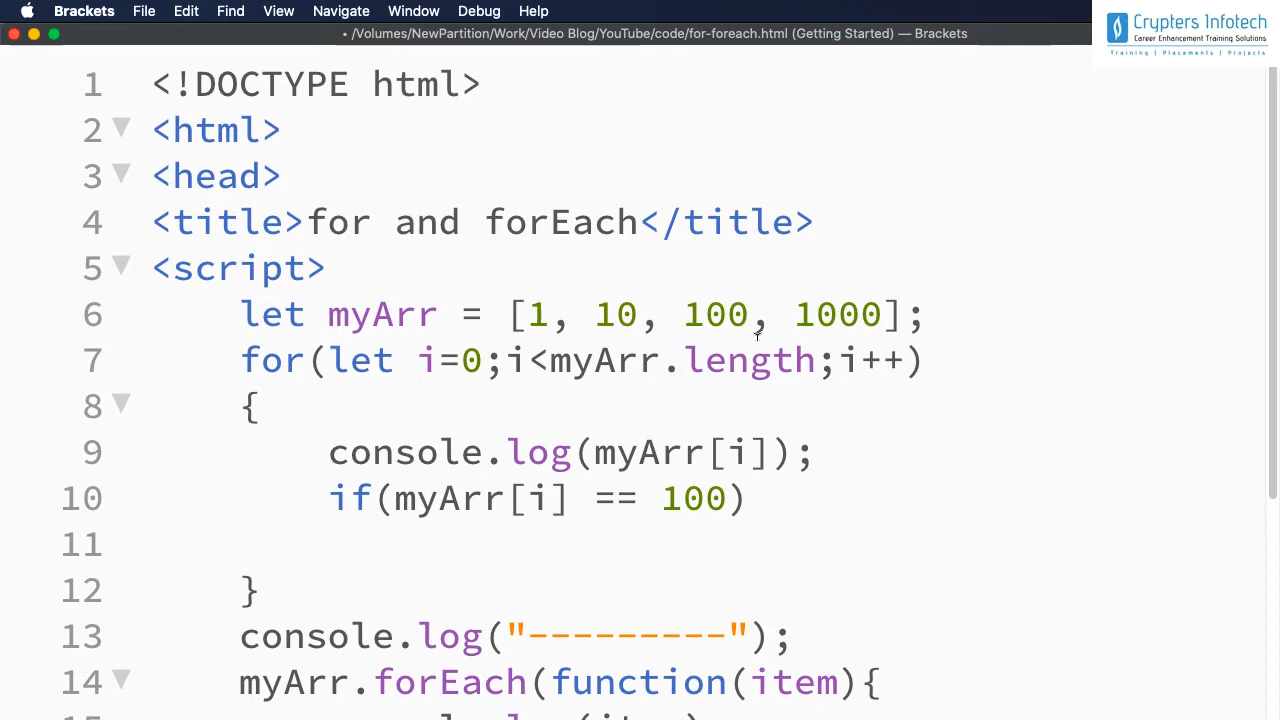 Brackets File Edit Find View Navigate Window Debug Help
• /Volumes/NewPartition/Work/Video Blog/YouTube/code/for-foreach.html (Getting Started) — Brackets
Crypters Infotech
Career Enhancement Training Solutions
Training | Placements | Projects
1 <!DOCTYPE html>
2 <html>
3 <head>
4 <title>for and forEach</title>
5 <script>
6 let myArr = [1, 10, 100, 1000];
7 for(let i=0;i<myArr.length;i++)
8 {
9 console.log(myArr[i]);
10 if(myArr[i] == 100)
11
12 }
13 console.log("---------");
14 myArr.forEach(function(item){